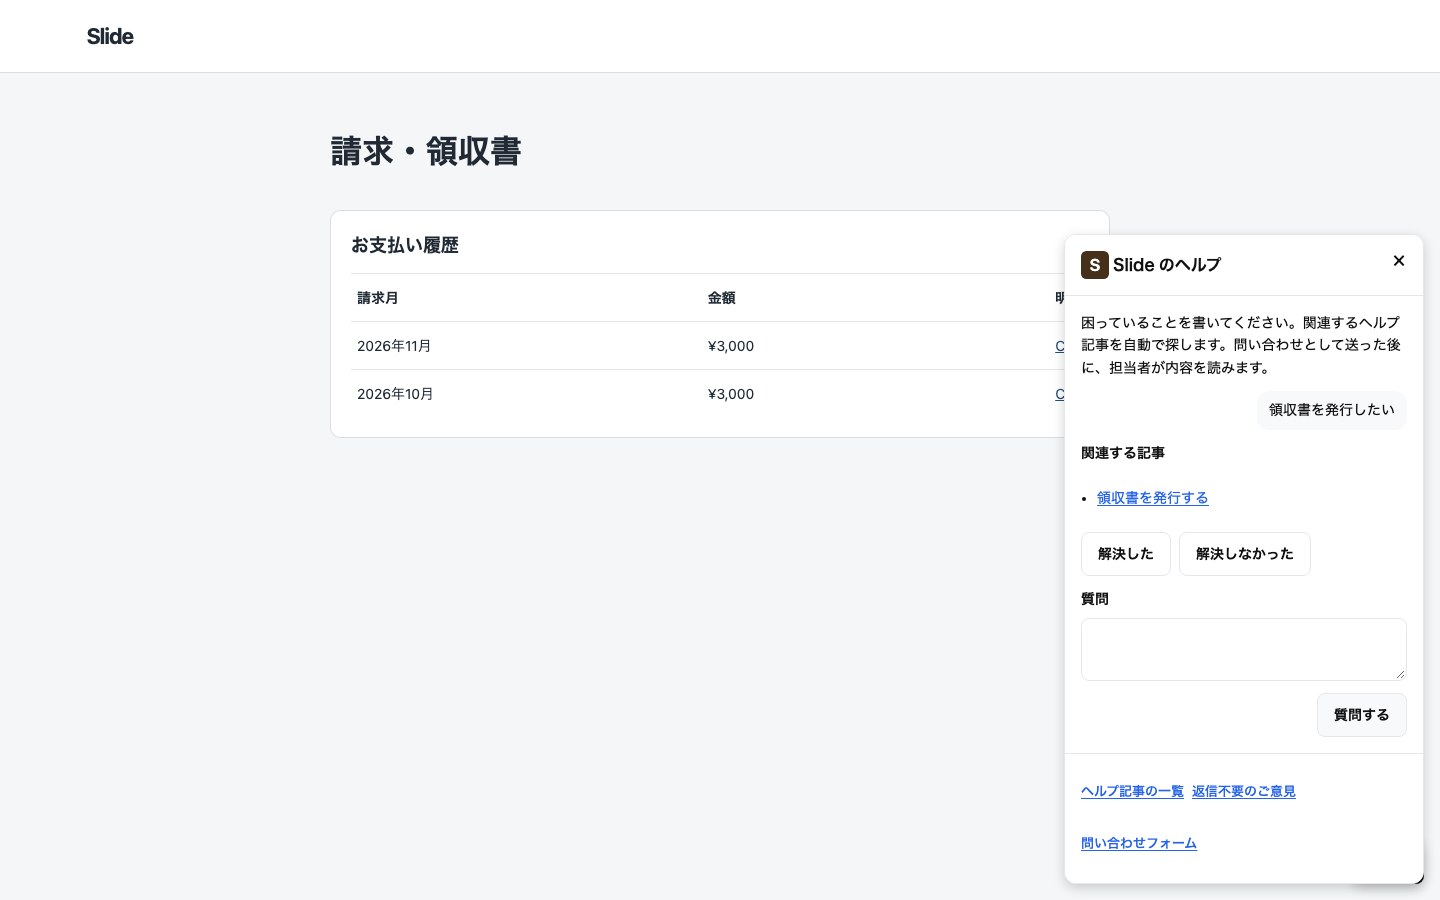 Slide
請求・領収書
お支払い履歴
請求月 金額
2026年11月 ¥3,000
2026年10月 ¥3,000
S Slide のヘルプ ×
困っていることを書いてください。関連するヘルプ
記事を自動で探します。問い合わせとして送った後
に、担当者が内容を読みます。
領収書を発行したい
関連する記事
• 領収書を発行する
解決した 解決しなかった
質問
質問する
ヘルプ記事の一覧 返信不要のご意見
問い合わせフォーム